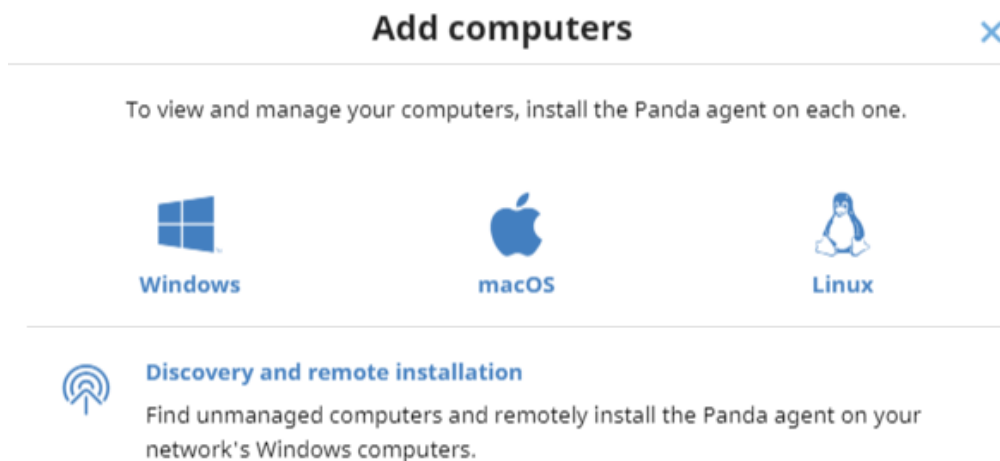 Add computers
To view and manage your computers, install the Panda agent on each one.
Windows
macOS
Linux
Discovery and remote installation
Find unmanaged computers and remotely install the Panda agent on your
network's Windows computers.